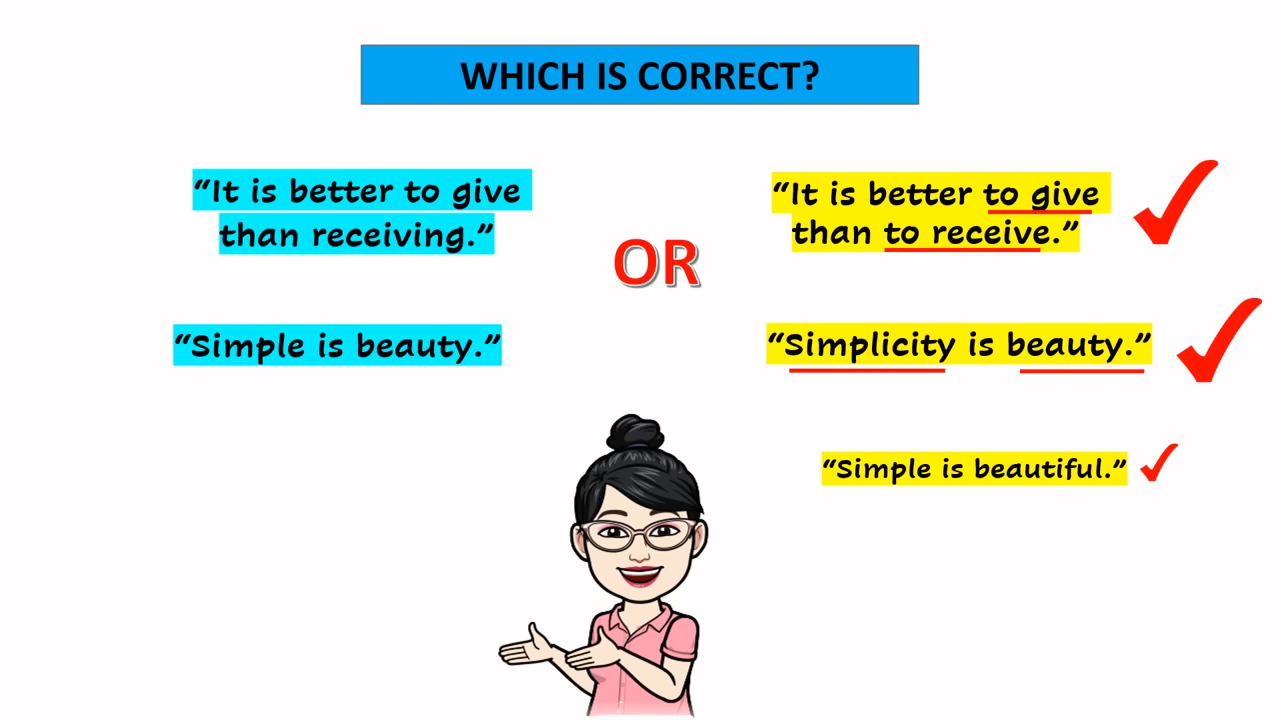 WHICH IS CORRECT?
“It is better to give
than receiving.”
OR
“It is better to give
than to receive.”
“Simple is beauty.”
“Simplicity is beauty.”
“Simple is beautiful.”